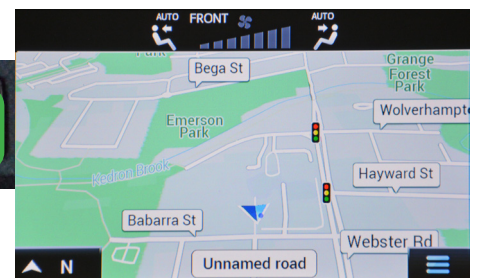 AUTO FRONT AUTO
Bega St
Grange
Forest
Park
Wolverhampt
Emerson
Park
Kedron Brook
Hayward St
Babarra St
Webster Rd
N
Unnamed road